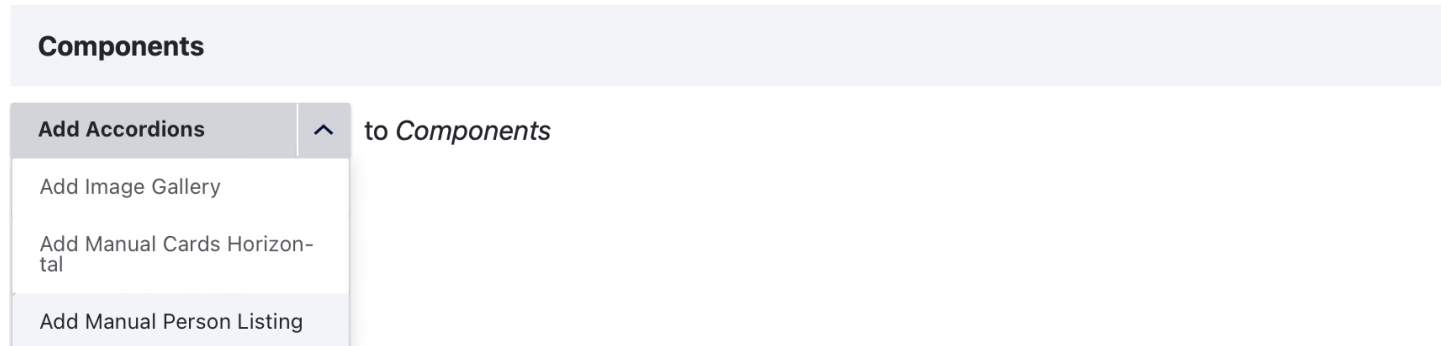 Components
Add Accordions to Components
Add Image Gallery
Add Manual Cards Horizon-
tal
Add Manual Person Listing